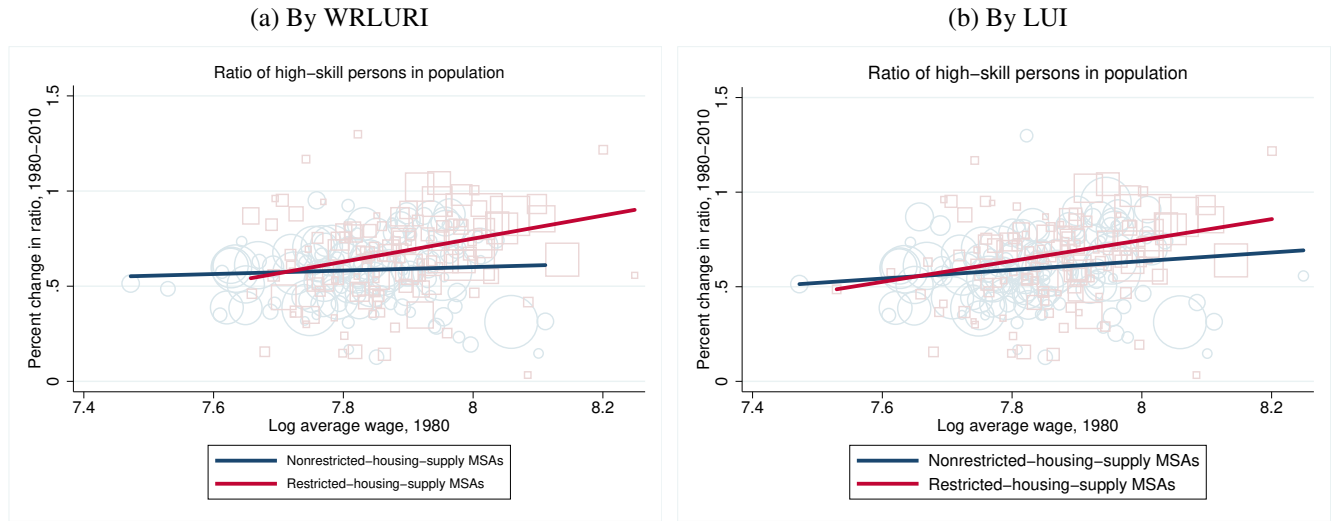 (a) By WRLURI
Ratio of high−skill persons in population
Percent change in ratio, 1980−2010
1.5
1
.5
0
7.4 7.6 7.8 8 8.2
Log average wage, 1980
Nonrestricted−housing−supply MSAs
Restricted−housing−supply MSAs
(b) By LUI
Ratio of high−skill persons in population
Percent change in ratio, 1980−2010
1.5
1
.5
0
7.4 7.6 7.8 8 8.2
Log average wage, 1980
Nonrestricted−housing−supply MSAs
Restricted−housing−supply MSAs